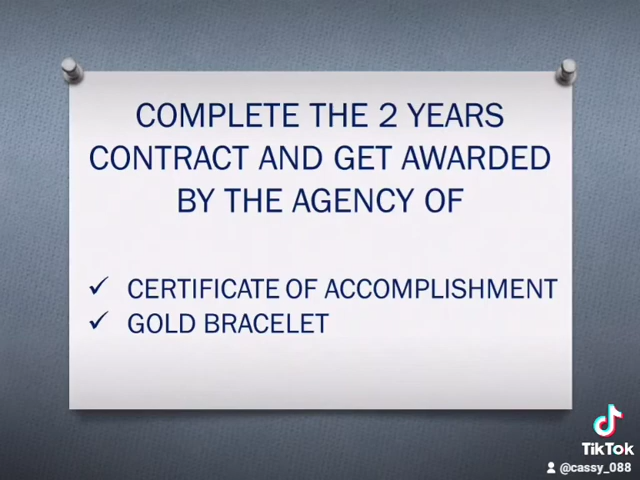 COMPLETE THE 2 YEARS
CONTRACT AND GET AWARDED
BY THE AGENCY OF
✓ CERTIFICATE OF ACCOMPLISHMENT
✓ GOLD BRACELET
TikTok
@cassy_088